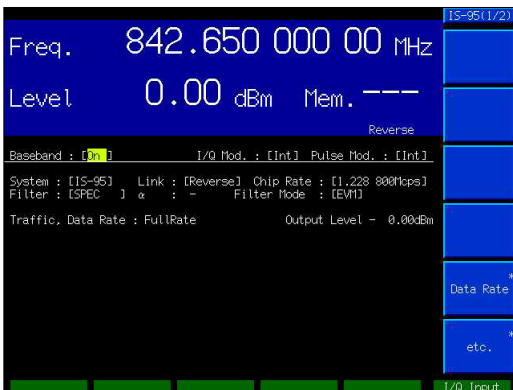 IS-95(1/2)
Freq. 842.650 000 00 MHz
Level 0.00 dBm Mem. ---
Reverse
Baseband : [On ] I/Q Mod. : [Int] Pulse Mod. : [Int]
System : [IS-95] Link : [Reverse] Chip Rate : [1.228 800Mcps]
Filter : [SPEC ] α : - Filter Mode : [EVM]
Traffic, Data Rate : FullRate Output Level - 0.00dBm
*
Data Rate
*
etc.
I/Q Input